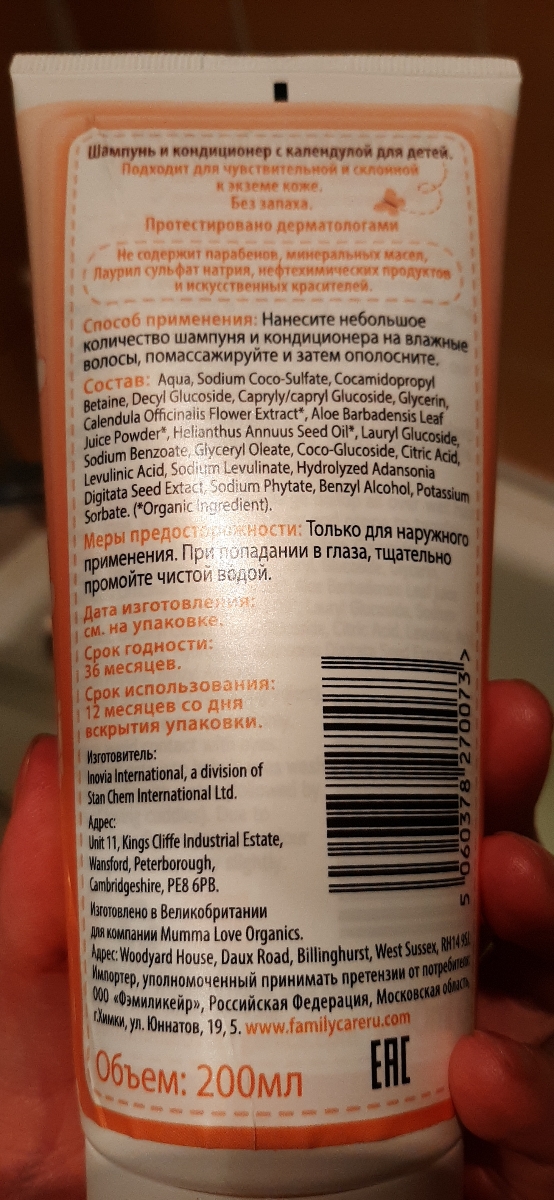 Шампунь и кондиционер с календулой для детей.
Подходит для чувствительной и склонной
к экземе коже.
Без запаха.
Протестировано дерматологами
Не содержит парабенов, минеральных масел,
Лаурил сульфат натрия, нефтехимических продуктов
и искусственных красителей.
Способ применения: Нанесите небольшое
количество шампуня и кондиционера на влажные
волосы, помассажируйте и затем ополосните.
Состав: Aqua, Sodium Coco-Sulfate, Cocamidopropyl
Betaine, Decyl Glucoside, Capryly/capryl Glucoside, Glycerin,
Calendula Officinalis Flower Extract*, Aloe Barbadensis Leaf
Juice Powder*, Helianthus Annuus Seed Oil*, Lauryl Glucoside,
Sodium Benzoate, Glyceryl Oleate, Coco-Glucoside, Citric Acid,
Levulinic Acid, Sodium Levulinate, Hydrolyzed Adansonia
Digitata Seed Extact, Sodium Phytate, Benzyl Alcohol, Potassium
Sorbate. (*Organic Ingredient).
Меры предосторожности: Только для наружного
применения. При попадании в глаза, тщательно
промойте чистой водой.
Дата изготовления:
см. на упаковке.
Срок годности:
36 месяцев.
Срок использования:
12 месяцев со дня
вскрытия упаковки.
Изготовитель:
Inovia International, a division of
Stan Chem International Ltd.
Адрес:
Unit 11, Kings Cliffe Industrial Estate,
Wansford, Peterborough,
Cambridgeshire, PE8 6PB.
5 060378 270073 >
Изготовлено в Великобритании
для компании Mumma Love Organics.
Адрес: Woodyard House, Daux Road, Billinghurst, West Sussex, RH14
Импортер, уполномоченный принимать претензии от потребителя:
ООО «Фэмиликейр», Российская Федерация, Московская область,
г.Химки, ул. Юннатов, 19, 5. www.familycareru.com
Объем: 200мл
EAC